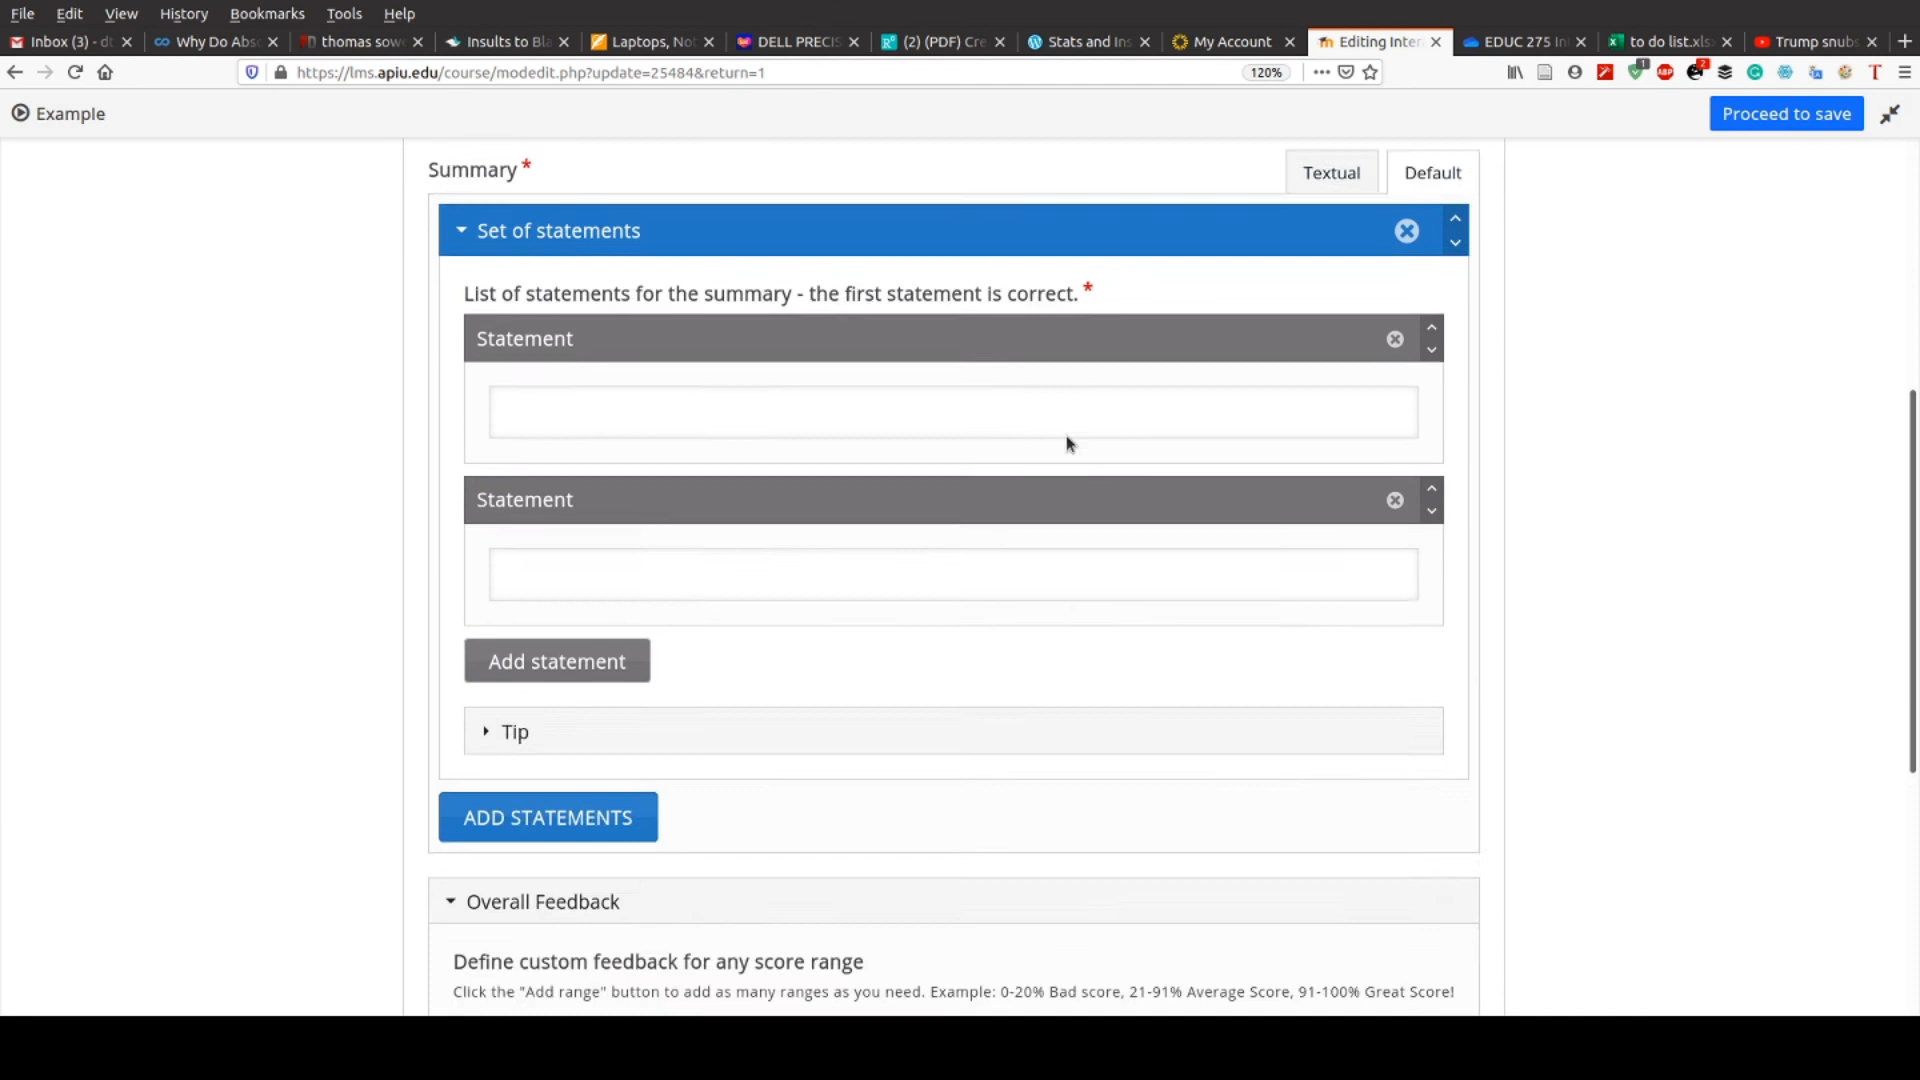 File Edit View History Bookmarks Tools Help
Inbox (3) - d Why Do Abs thomas sow Insults to Bla Laptops, No DELL PRECIS (2) (PDF) Cre Stats and Ins My Account Editing Inter EDUC 275 In to do list.xls Trump snubs
https://lms.apiu.edu/course/modedit.php?update=25484&return=1 120%
Example Proceed to save
Summary * Textual Default
Set of statements
List of statements for the summary - the first statement is correct. *
Statement
Statement
Add statement
Tip
ADD STATEMENTS
Overall Feedback
Define custom feedback for any score range
Click the "Add range" button to add as many ranges as you need. Example: 0-20% Bad score, 21-91% Average Score, 91-100% Great Score!